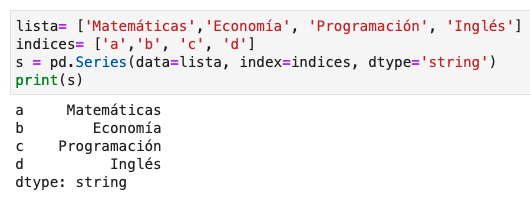 lista= ['Matemáticas','Economía', 'Programación', 'Inglés']
indices= ['a','b', 'c', 'd']
s = pd.Series(data=lista, index=indices, dtype='string')
print(s)
a     Matemáticas
b        Economía
c    Programación
d          Inglés
dtype: string